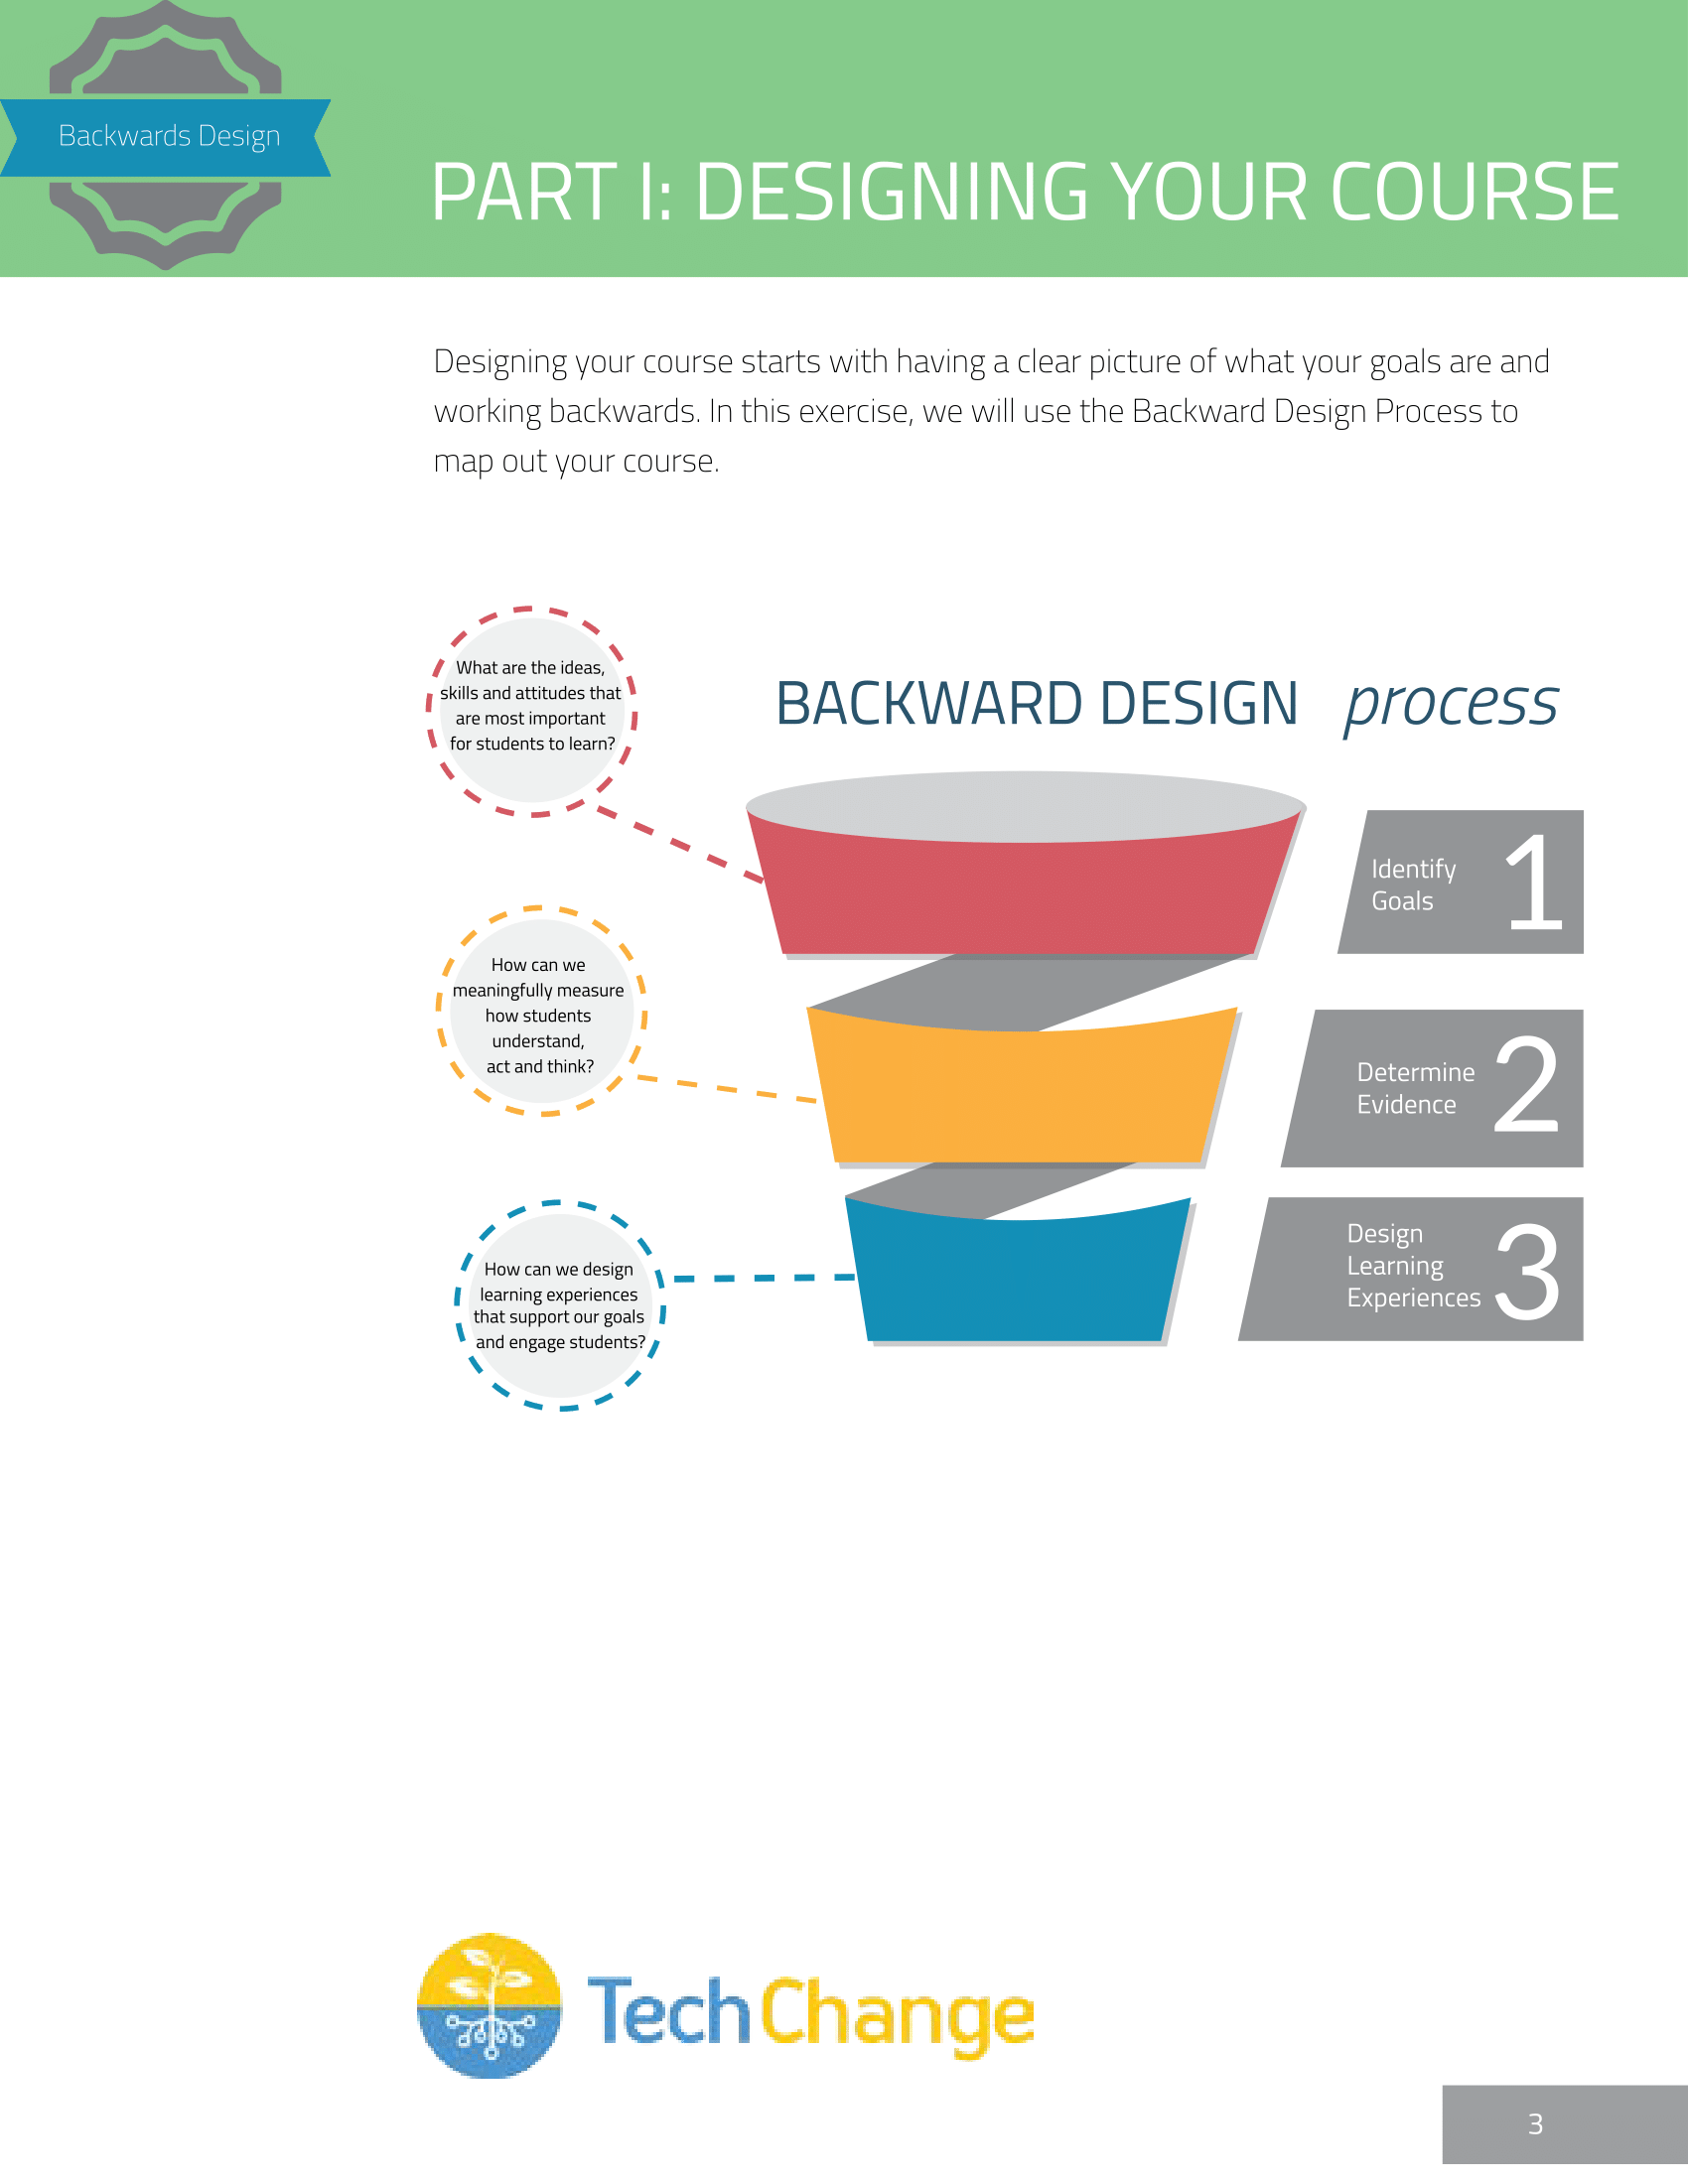 Backwards Design
PART I: DESIGNING YOUR COURSE
Designing your course starts with having a clear picture of what your goals are and
working backwards. In this exercise, we will use the Backward Design Process to
map out your course.
What are the ideas,
skills and attitudes that
are most important
for students to learn?
BACKWARD DESIGN process
Identify
Goals
1
How can we
meaningfully measure
how students
understand,
act and think?
Determine
Evidence
2
How can we design
learning experiences
that support our goals
and engage students?
Design
Learning
Experiences
3
TechChange
3